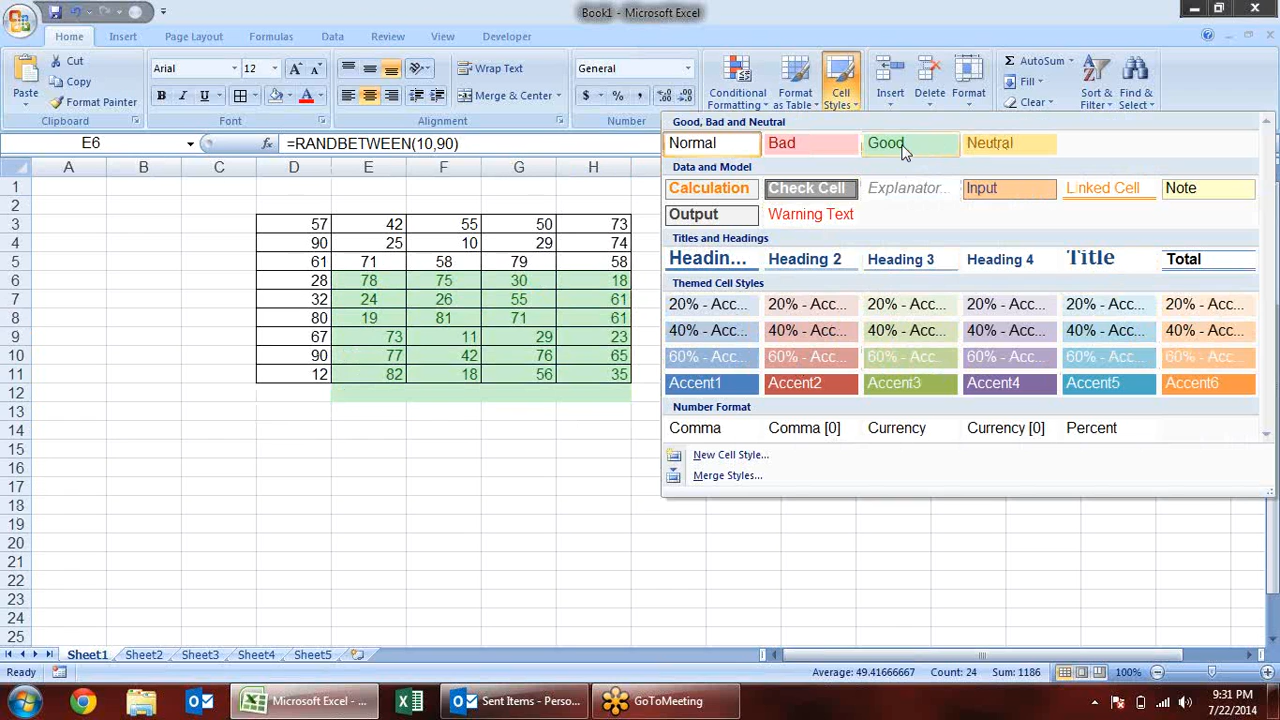 Book1 - Microsoft Excel
Home Insert Page Layout Formulas Data Review View Developer
Paste Cut Copy Format Painter
Arial 12
B I U
Wrap Text
Merge & Center
General
$ % ,
Conditional Formatting Format as Table Cell Styles
Insert Delete Format
AutoSum Fill Clear
Sort & Filter Find & Select
Clipboard Font Alignment Number
E6 fx =RANDBETWEEN(10,90)
A B C D E F G H
1
2
3 57 42 55 50 73
4 90 25 10 29 74
5 61 71 58 79 58
6 28 78 75 30 18
7 32 24 26 55 61
8 80 19 81 71 61
9 67 73 11 29 23
10 90 77 42 76 65
11 12 82 18 56 35
12
13
14
15
16
17
18
19
20
21
22
23
24
25
Good, Bad and Neutral
Normal Bad Good Neutral
Data and Model
Calculation Check Cell Explanator... Input Linked Cell Note
Output Warning Text
Titles and Headings
Headin... Heading 2 Heading 3 Heading 4 Title Total
Themed Cell Styles
20% - Acc... 20% - Acc... 20% - Acc... 20% - Acc... 20% - Acc... 20% - Acc...
40% - Acc... 40% - Acc... 40% - Acc... 40% - Acc... 40% - Acc... 40% - Acc...
60% - Acc... 60% - Acc... 60% - Acc... 60% - Acc... 60% - Acc... 60% - Acc...
Accent1 Accent2 Accent3 Accent4 Accent5 Accent6
Number Format
Comma Comma [0] Currency Currency [0] Percent
New Cell Style...
Merge Styles...
Sheet1 Sheet2 Sheet3 Sheet4 Sheet5
Ready Average: 49.41666667 Count: 24 Sum: 1186 100%
Microsoft Excel - ... Sent Items - Perso... GoToMeeting
9:31 PM
7/22/2014